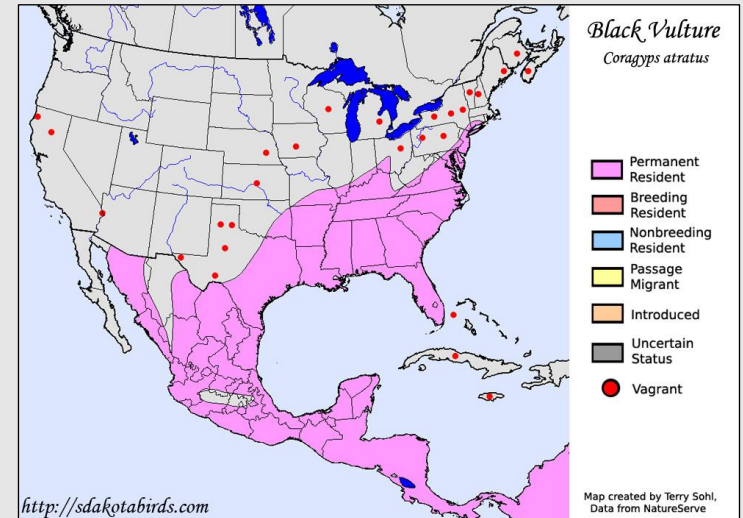 Black Vulture
Coragyps atratus
Permanent
Resident
Breeding
Resident
Nonbreeding
Resident
Passage
Migrant
Introduced
Uncertain
Status
Vagrant
http://sdakotabirds.com
Map created by Terry Sohl,
Data from NatureServe